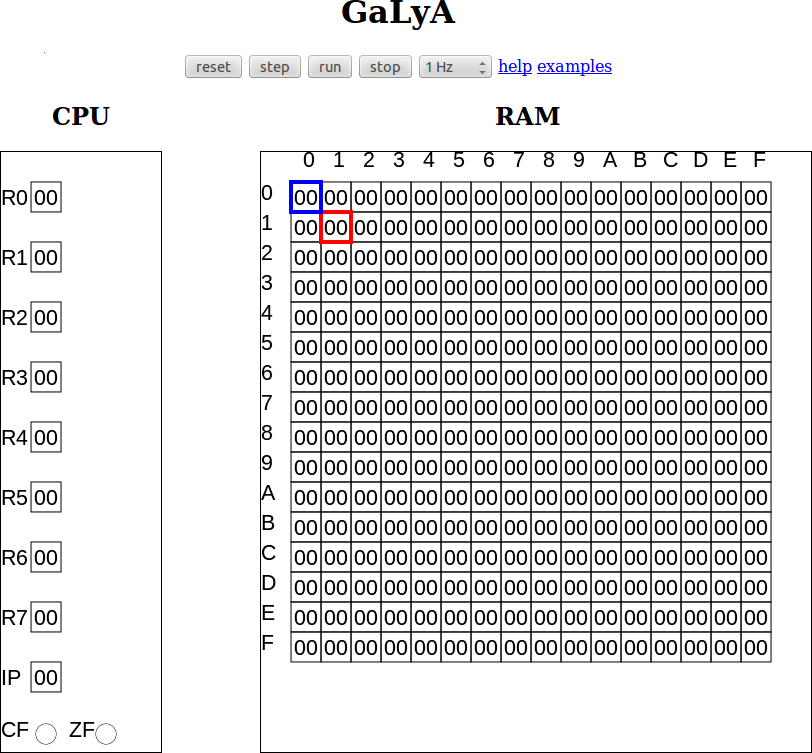 GaLyA
reset step run stop 1 Hz help examples
CPU RAM
0 1 2 3 4 5 6 7 8 9 A B C D E F
R0 00 0 00 00 00 00 00 00 00 00 00 00 00 00 00 00 00 00
1 00 00 00 00 00 00 00 00 00 00 00 00 00 00 00 00
R1 00 2 00 00 00 00 00 00 00 00 00 00 00 00 00 00 00 00
3 00 00 00 00 00 00 00 00 00 00 00 00 00 00 00 00
R2 00 4 00 00 00 00 00 00 00 00 00 00 00 00 00 00 00 00
5 00 00 00 00 00 00 00 00 00 00 00 00 00 00 00 00
R3 00 6 00 00 00 00 00 00 00 00 00 00 00 00 00 00 00 00
7 00 00 00 00 00 00 00 00 00 00 00 00 00 00 00 00
R4 00 8 00 00 00 00 00 00 00 00 00 00 00 00 00 00 00 00
9 00 00 00 00 00 00 00 00 00 00 00 00 00 00 00 00
R5 00 A 00 00 00 00 00 00 00 00 00 00 00 00 00 00 00 00
B 00 00 00 00 00 00 00 00 00 00 00 00 00 00 00 00
R6 00 C 00 00 00 00 00 00 00 00 00 00 00 00 00 00 00 00
D 00 00 00 00 00 00 00 00 00 00 00 00 00 00 00 00
R7 00 E 00 00 00 00 00 00 00 00 00 00 00 00 00 00 00 00
F 00 00 00 00 00 00 00 00 00 00 00 00 00 00 00 00
IP 00
CF ZF